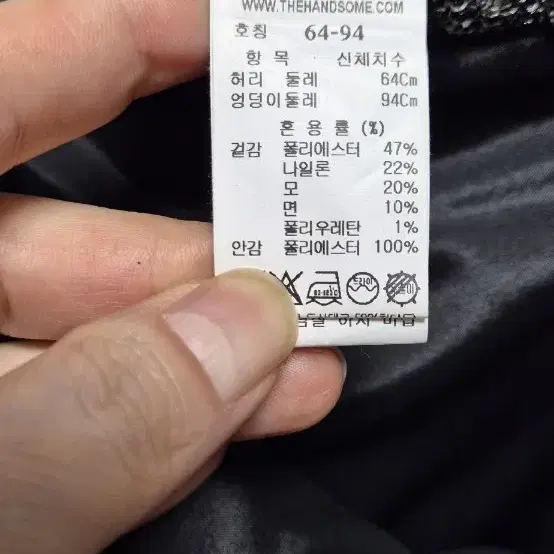 WWW.THEHANDSOME.COM
호칭 64-94
항 목 신체치수
허리 둘레 64Cm
엉덩이둘레 94Cm
혼 용 률 (%)
겉감 폴리에스터 47%
나일론 22%
모 20%
면 10%
폴리우레탄 1%
안감 폴리에스터 100%
드라이